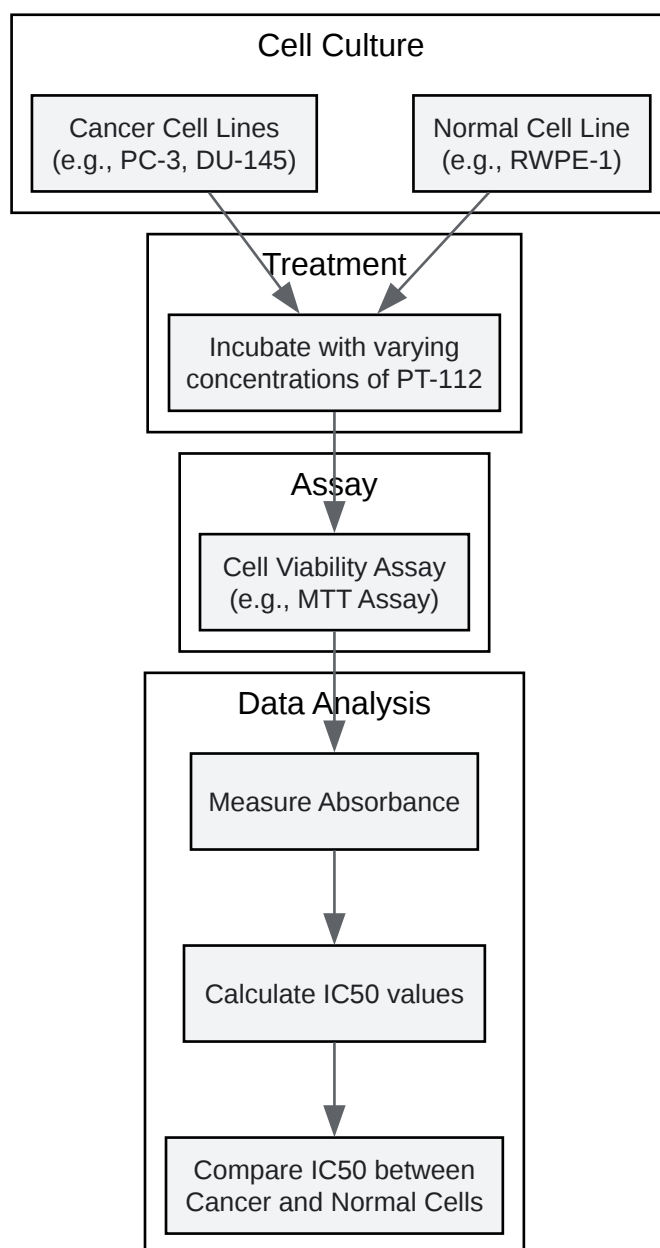 Cell Culture
Cancer Cell Lines
(e.g., PC-3, DU-145)
Normal Cell Line
(e.g., RWPE-1)
Treatment
Incubate with varying
concentrations of PT-112
Assay
Cell Viability Assay
(e.g., MTT Assay)
Data Analysis
Measure Absorbance
Calculate IC50 values
Compare IC50 between
Cancer and Normal Cells